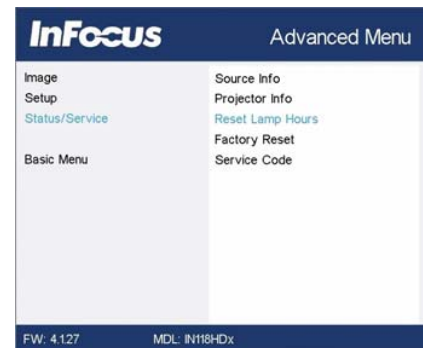 InFocus
Advanced Menu
Image
Setup
Status/Service
Basic Menu
Source Info
Projector Info
Reset Lamp Hours
Factory Reset
Service Code
FW: 4.1.27 MDL: IN118HDx